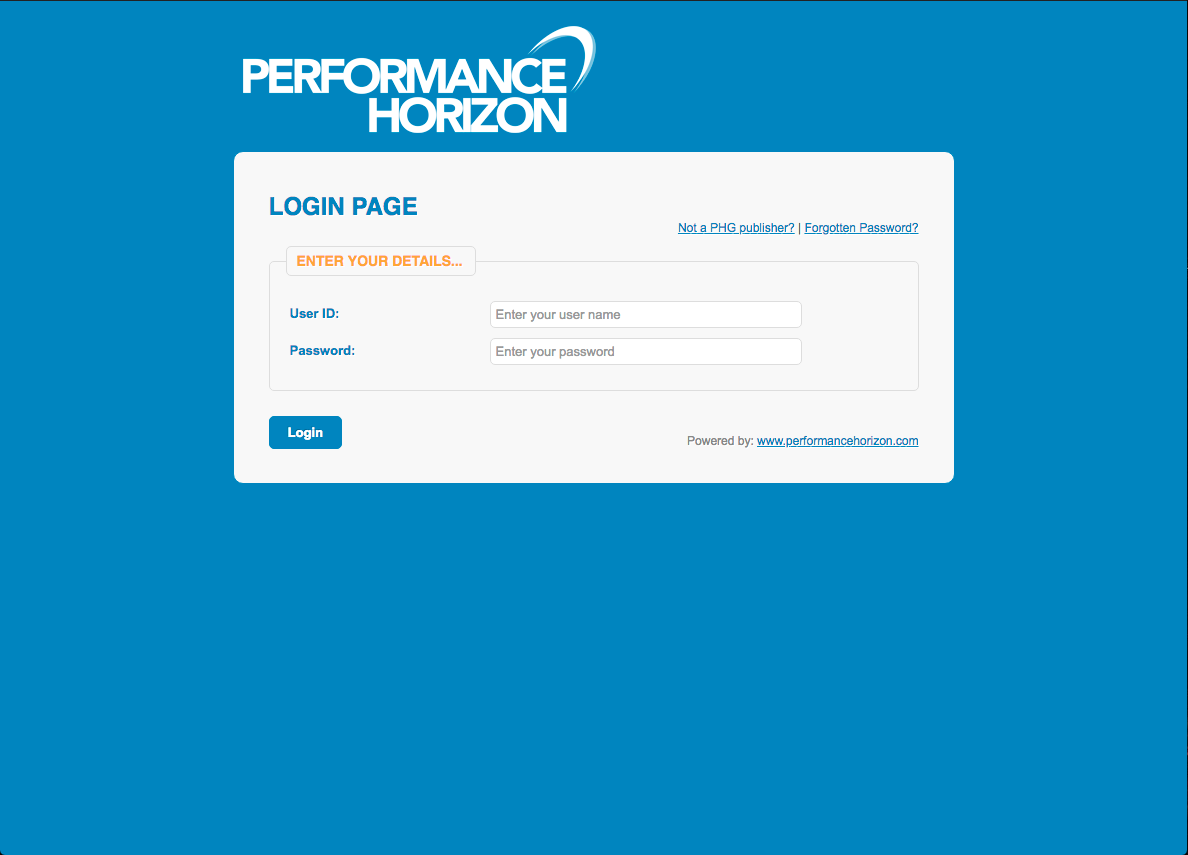 PERFORMANCE
HORIZON
LOGIN PAGE
Not a PHG publisher? | Forgotten Password?
ENTER YOUR DETAILS...
User ID: Enter your user name
Password: Enter your password
Login
Powered by: www.performancehorizon.com